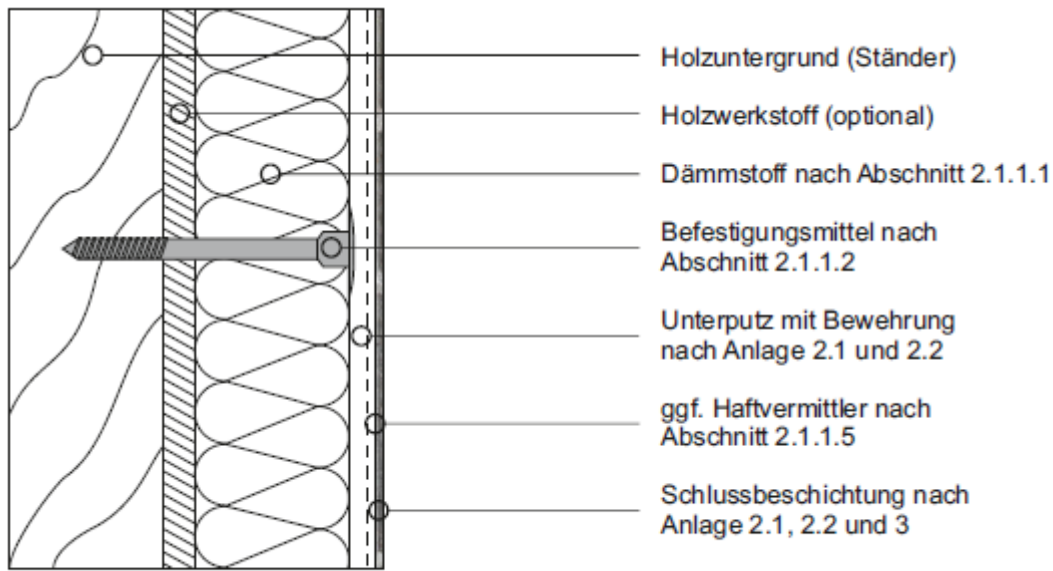 Holzuntergrund (Ständer)
Holzwerkstoff (optional)
Dämmstoff nach Abschnitt 2.1.1.1
Befestigungsmittel nach
Abschnitt 2.1.1.2
Unterputz mit Bewehrung
nach Anlage 2.1 und 2.2
ggf. Haftvermittler nach
Abschnitt 2.1.1.5
Schlussbeschichtung nach
Anlage 2.1, 2.2 und 3